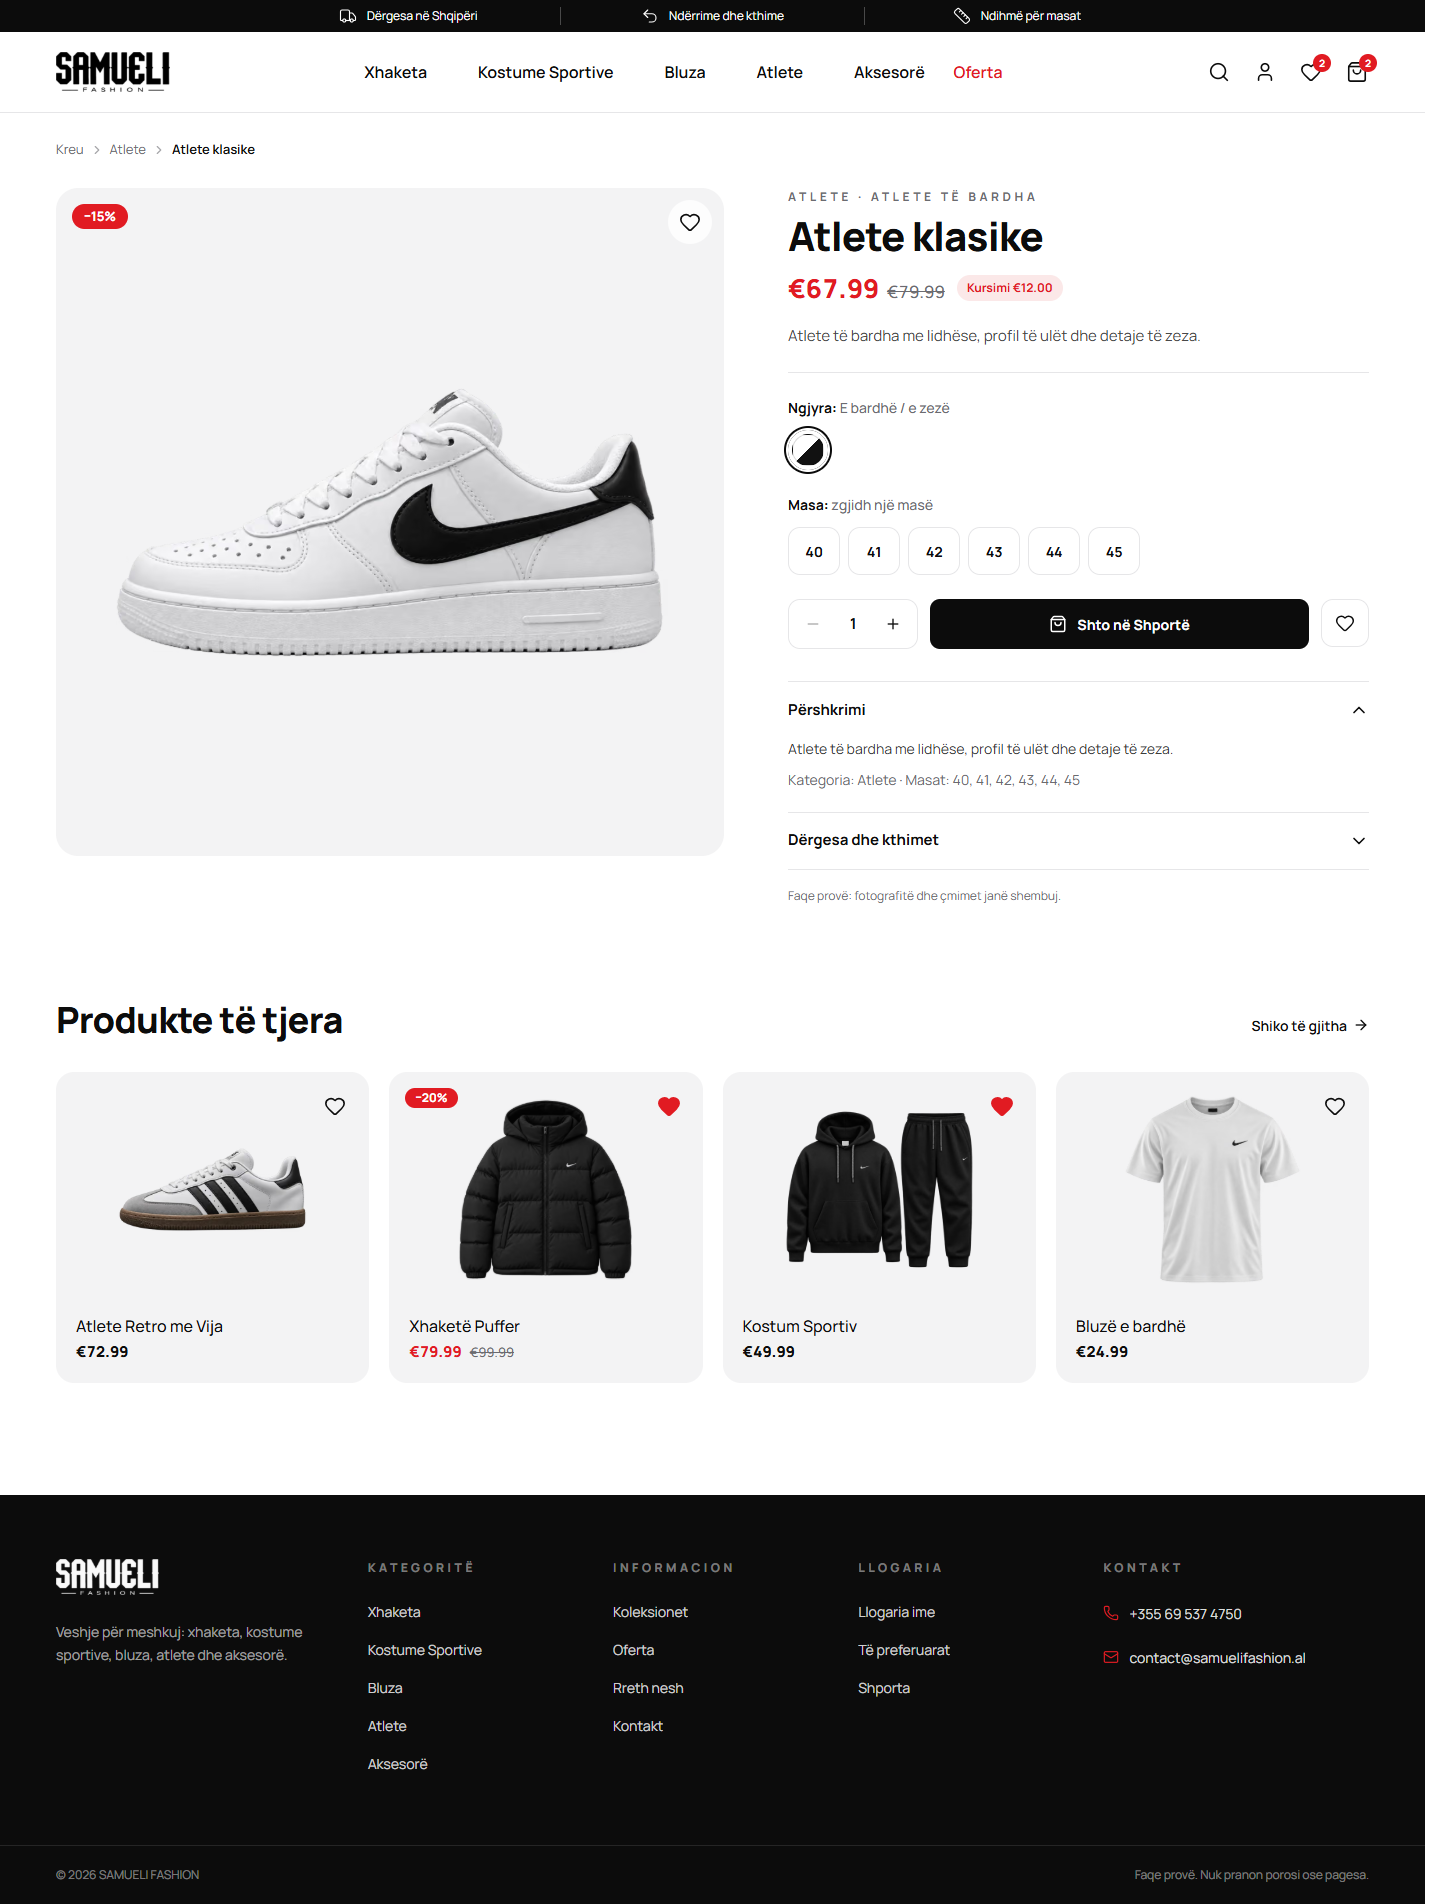 Dërgesa në Shqipëri
Ndërrime dhe kthime
Ndihmë për masat
SAMUELI
FASHION
Xhaketa
Kostume Sportive
Bluza
Atlete
Aksesorë
Oferta
2
2
Kreu
Atlete
Atlete klasike
−15%
ATLETE · ATLETE TË BARDHA
Atlete klasike
€67.99 €79.99 Kursimi €12.00
Atlete të bardha me lidhëse, profil të ulët dhe detaje të zeza.
Ngjyra: E bardhë / e zezë
Masa: zgjidh një masë
40 41 42 43 44 45
− 1 +
Shto në Shportë
Përshkrimi
Atlete të bardha me lidhëse, profil të ulët dhe detaje të zeza.
Kategoria: Atlete · Masat: 40, 41, 42, 43, 44, 45
Dërgesa dhe kthimet
Faqe provë: fotografitë dhe çmimet janë shembuj.
Produkte të tjera
Shiko të gjitha
Atlete Retro me Vija
€72.99
−20%
Xhaketë Puffer
€79.99 €99.99
Kostum Sportiv
€49.99
Bluzë e bardhë
€24.99
SAMUELI
FASHION
Veshje për meshkuj: xhaketa, kostume
sportive, bluza, atlete dhe aksesorë.
KATEGORITË
Xhaketa
Kostume Sportive
Bluza
Atlete
Aksesorë
INFORMACION
Koleksionet
Oferta
Rreth nesh
Kontakt
LLOGARIA
Llogaria ime
Të preferuarat
Shporta
KONTAKT
+355 69 537 4750
contact@samuelifashion.al
© 2026 SAMUELI FASHION
Faqe provë. Nuk pranon porosi ose pagesa.